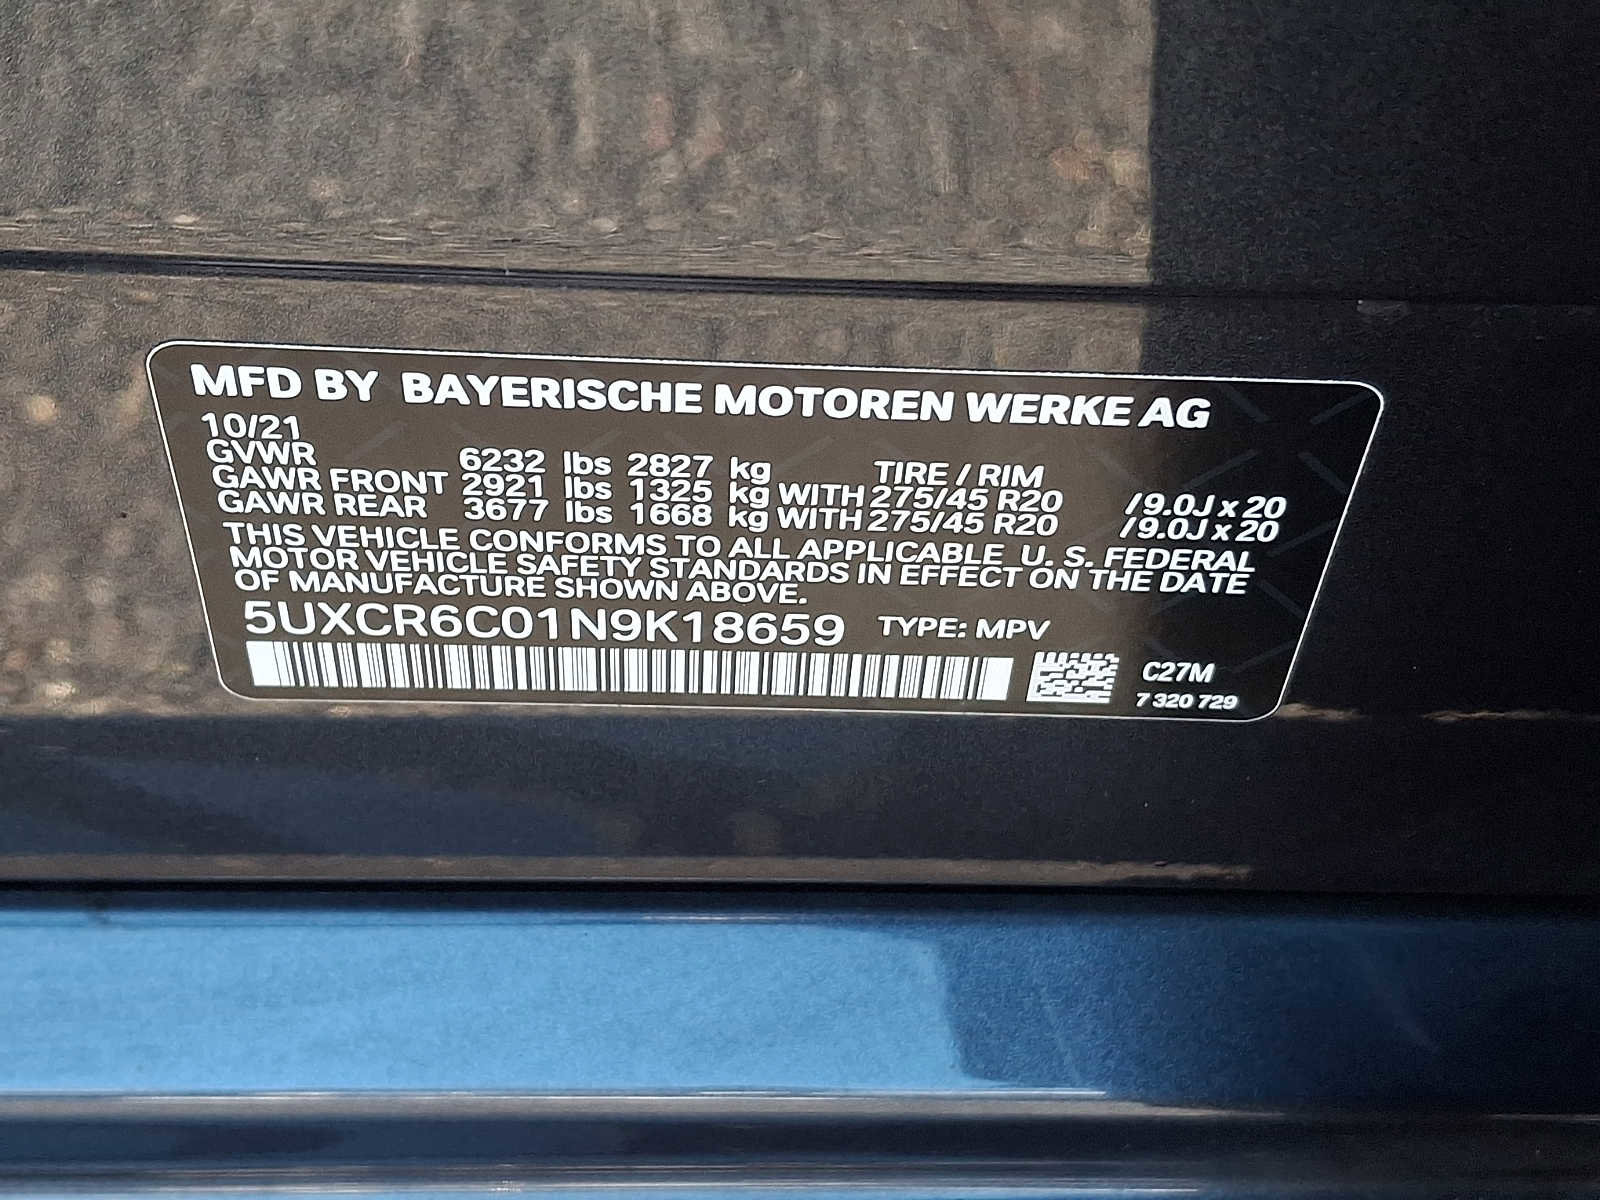 MFD BY BAYERISCHE MOTOREN WERKE AG
10/21
GVWR 6232 lbs 2827 kg TIRE / RIM
GAWR FRONT 2921 lbs 1325 kg WITH 275/45 R20 / 9.0J x 20
GAWR REAR 3677 lbs 1668 kg WITH 275/45 R20 / 9.0J x 20
THIS VEHICLE CONFORMS TO ALL APPLICABLE U. S. FEDERAL
MOTOR VEHICLE SAFETY STANDARDS IN EFFECT ON THE DATE
OF MANUFACTURE SHOWN ABOVE.
5UXCR6C01N9K18659 TYPE: MPV
C27M
7 320 729